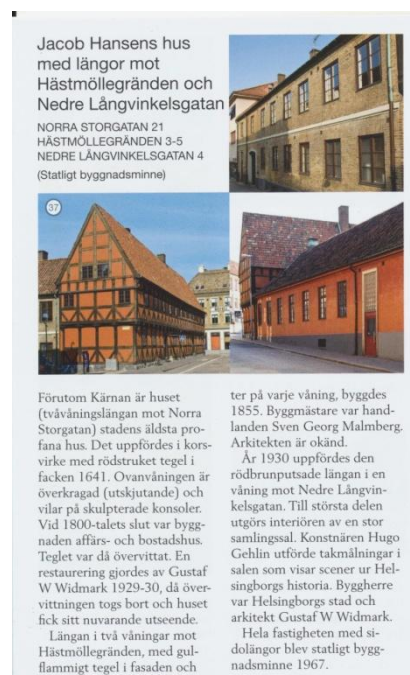 Jacob Hansens hus
med längor mot
Hästmöllegränden och
Nedre Långvinkelsgatan
NORRA STORGATAN 21
HÄSTMÖLLEGRÄNDEN 3-5
NEDRE LÅNGVINKELSGATAN 4
(Statligt byggnadsminne)
37
Förutom Kärnan är huset
(tvåvåningslängan mot Norra
Storgatan) stadens äldsta pro-
fana hus. Det uppfördes i kors-
virke med rödstruket tegel i
facken 1641. Ovanvåningen är
överkragad (utskjutande) och
vilar på skulpterade konsoler.
Vid 1800-talets slut var bygg-
naden affärs- och bostadshus.
Teglet var då övervittat. En
restaurering gjordes av Gustaf
W Widmark 1929-30, då över-
vittningen togs bort och huset
fick sitt nuvarande utseende.
Längan i två våningar mot
Hästmöllegränden, med gul-
flammigt tegel i fasaden och
ter på varje våning, byggdes
1855. Byggmästare var hand-
landen Sven Georg Malmberg.
Arkitekten är okänd.
År 1930 uppfördes den
rödbrunputsade längan i en
våning mot Nedre Långvin-
kelsgatan. Till största delen
utgörs interiören av en stor
samlingssal. Konstnären Hugo
Gehlin utförde takmålningar i
salen som visar scener ur Hel-
singborgs historia. Byggherre
var Helsingborgs stad och
arkitekt Gustaf W Widmark.
Hela fastigheten med si-
dolängor blev statligt bygg-
nadsminne 1967.